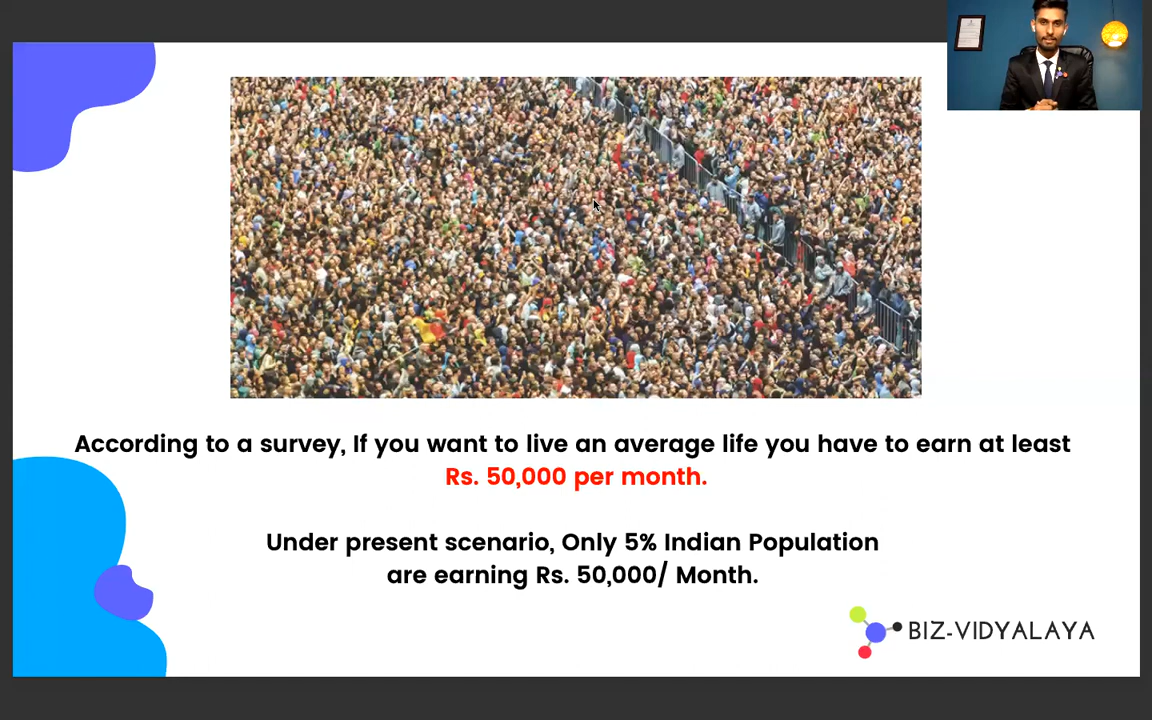 According to a survey, If you want to live an average life you have to earn at least
Rs. 50,000 per month.
Under present scenario, Only 5% Indian Population
are earning Rs. 50,000/ Month.
BIZ-VIDYALAYA